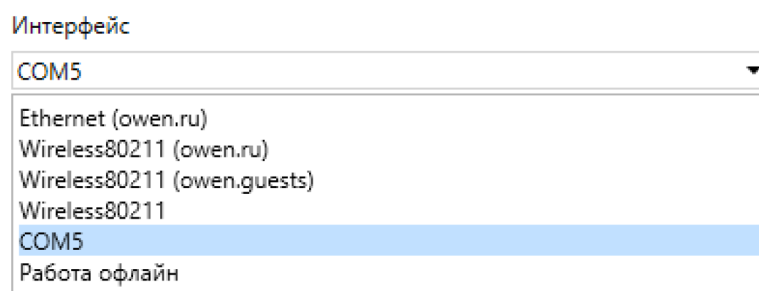 Интерфейс
COM5
Ethernet (owen.ru)
Wireless80211 (owen.ru)
Wireless80211 (owen.guests)
Wireless80211
COM5
Работа офлайн